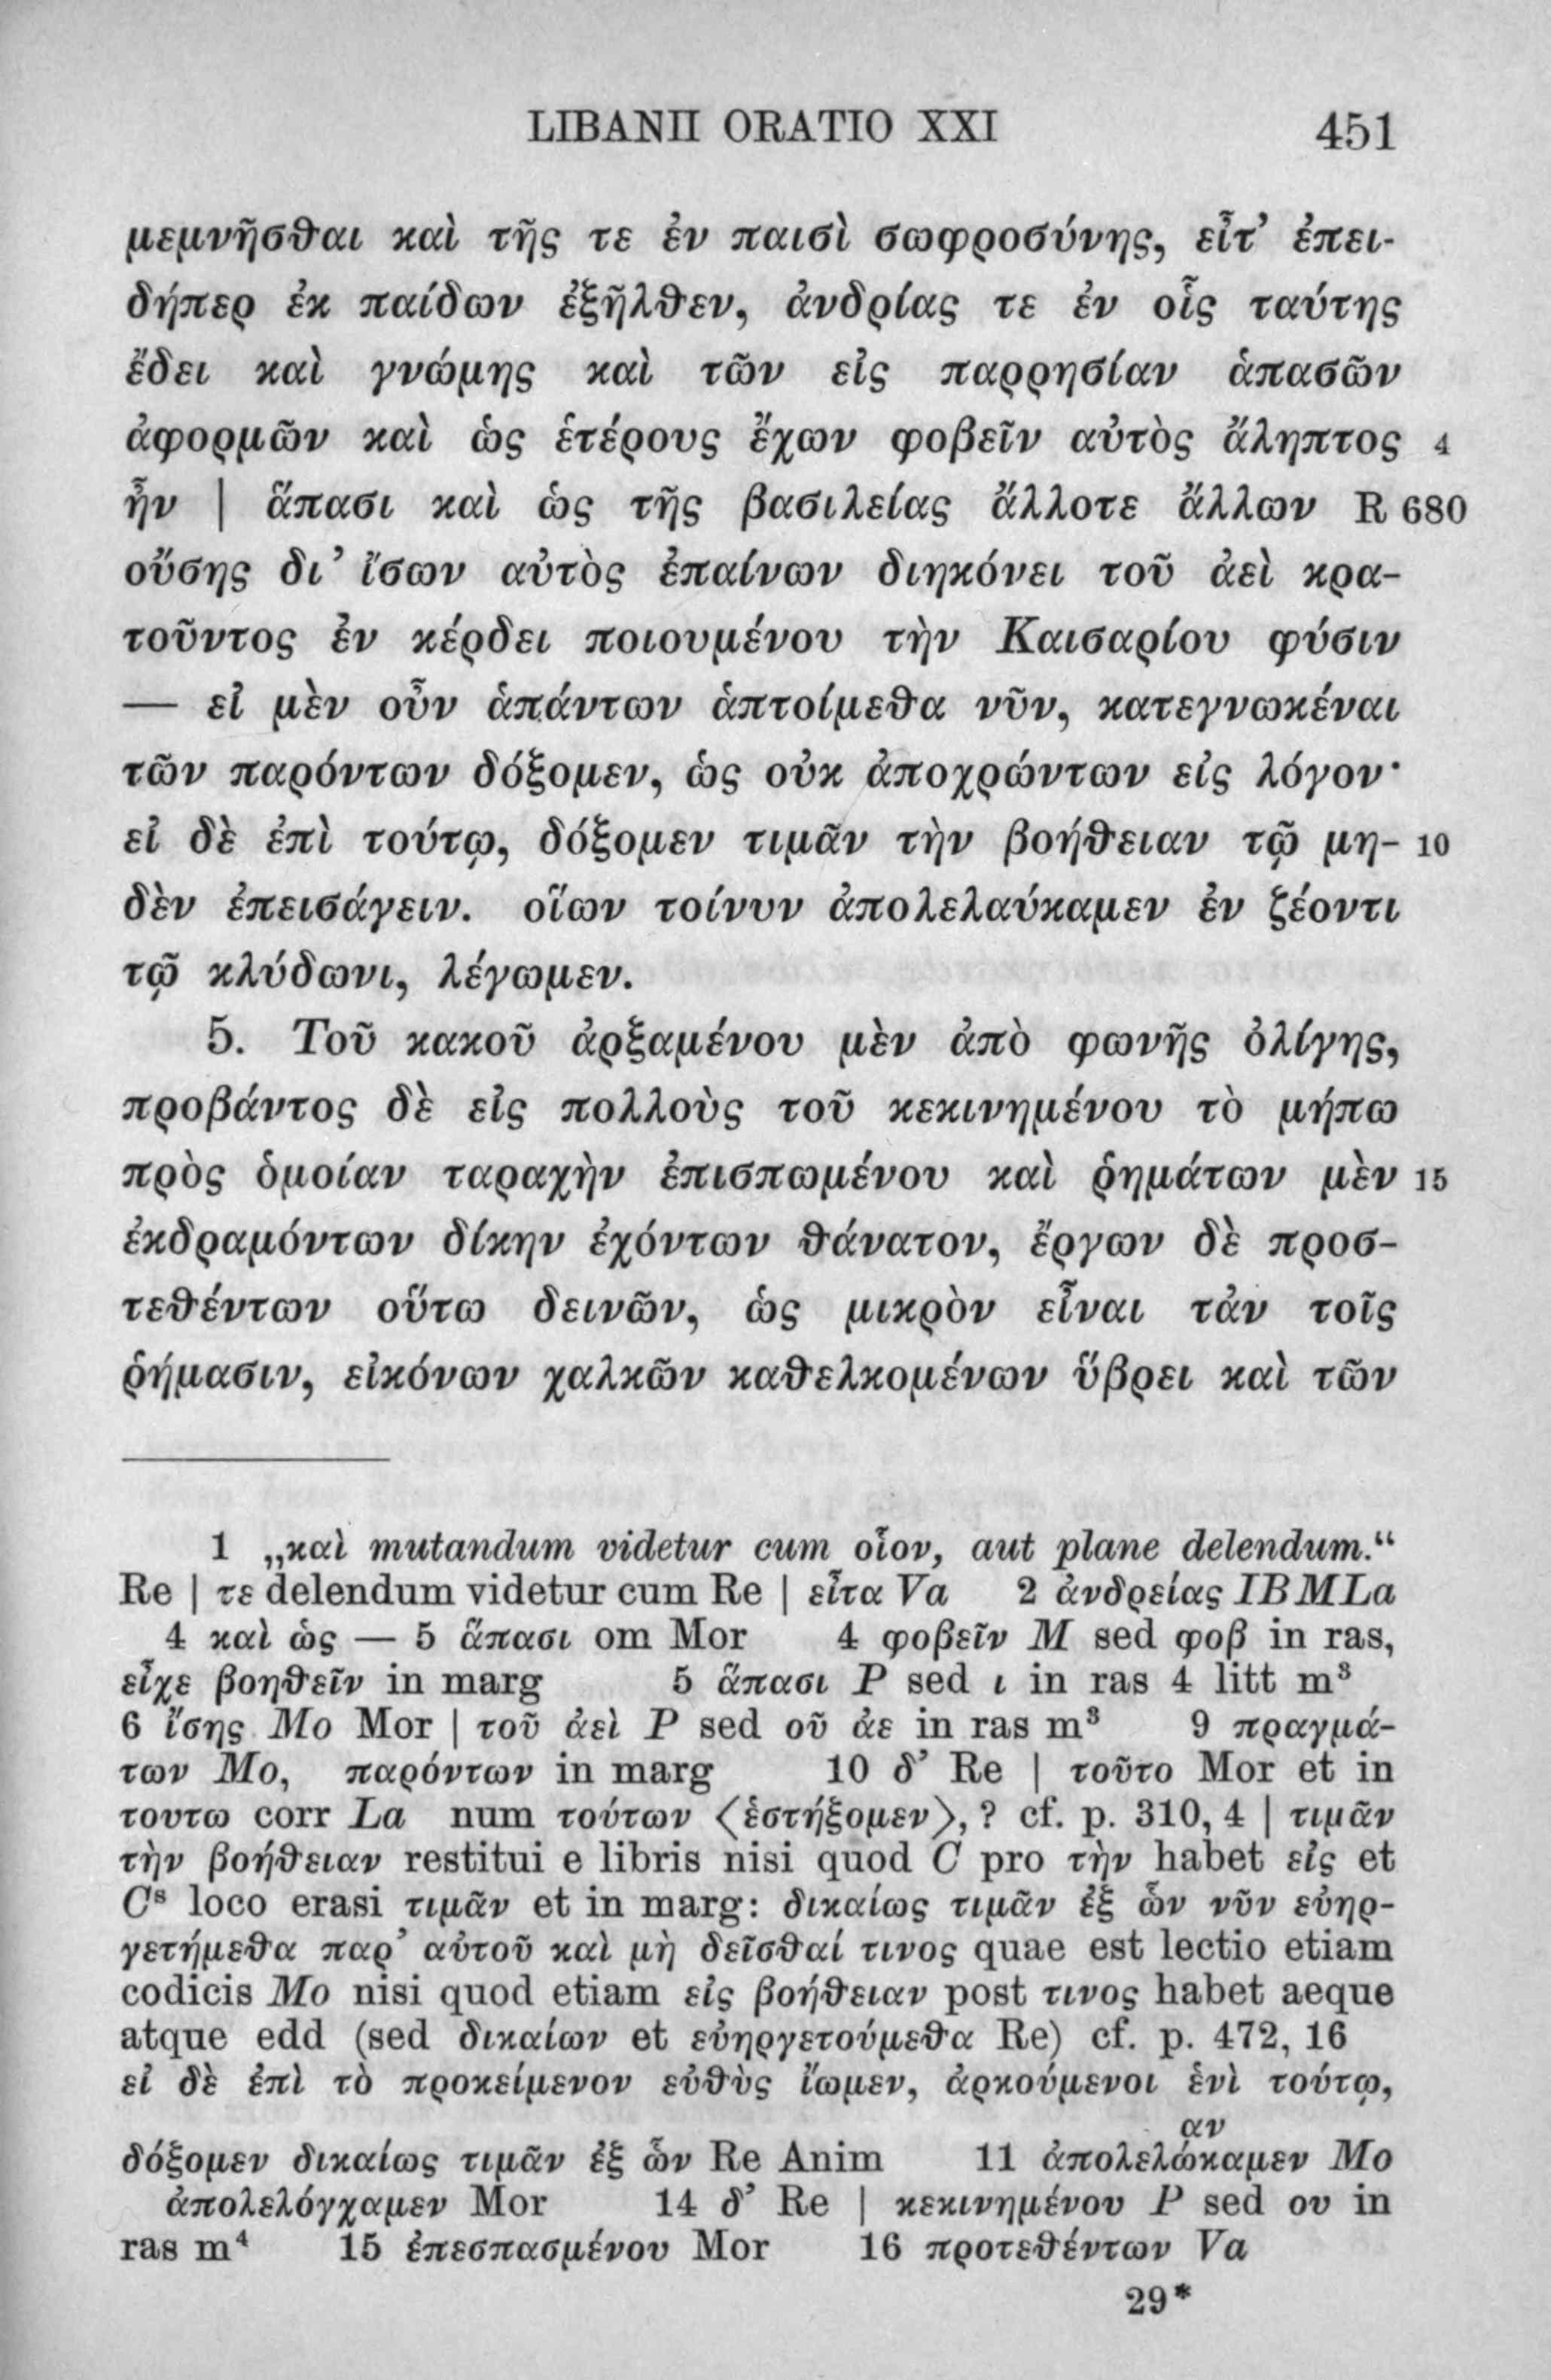 LIBANII ORATIO XXI 451
μεμνῆσθαι καὶ τῆς τε ἐν παισὶ σωφροσύνης, εἶτ’ ἐπει-
δήπερ ἐκ παίδων ἐξῆλθεν, ἀνδρίας τε ἐν οἷς ταύτης
ἔδει καὶ γνώμης καὶ τῶν εἰς παρρησίαν ἁπασῶν
ἀφορμῶν καὶ ὡς ἑτέρους ἔχων φοβεῖν αὐτὸς ἄληπτος 4
ἦν | ἅπασι καὶ ὡς τῆς βασιλείας ἄλλοτε ἄλλων R 680
οὔσης δι’ ἴσων αὐτὸς ἐπαίνων διηκόνει τοῦ ἀεὶ κρα-
τοῦντος ἐν κέρδει ποιουμένου τὴν Καισαρίου φύσιν
— εἰ μὲν οὖν ἁπάντων ἁπτοίμεθα νῦν, κατεγνωκέναι
τῶν παρόντων δόξομεν, ὡς οὐκ ἀποχρώντων εἰς λόγον·
εἰ δὲ ἐπὶ τούτῳ, δόξομεν τιμᾶν τὴν βοήθειαν τῷ μη- 10
δὲν ἐπεισάγειν. οἵων τοίνυν ἀπολελαύκαμεν ἐν ζέοντι
τῷ κλύδωνι, λέγωμεν.
5. Τοῦ κακοῦ ἀρξαμένου μὲν ἀπὸ φωνῆς ὀλίγης,
προβάντος δὲ εἰς πολλοὺς τοῦ κεκινημένου τὸ μήπω
πρὸς ὁμοίαν ταραχὴν ἐπισπωμένου καὶ ῥημάτων μὲν 15
ἐκδραμόντων δίκην ἐχόντων θάνατον, ἔργων δὲ προσ-
τεθέντων οὕτω δεινῶν, ὡς μικρὸν εἶναι τἀν τοῖς
ῥήμασιν, εἰκόνων χαλκῶν καθελκομένων ὕβρει καὶ τῶν
1 „καὶ mutandum videtur cum οἷον, aut plane delendum.“
Re | τε delendum videtur cum Re | εἶτα Va 2 ἀνδρείας IBMLa
4 καὶ ὡς — 5 ἅπασι om Mor 4 φοβεῖν M sed φοβ in ras,
εἶχε βοηθεῖν in marg 5 ἅπασι P sed ι in ras 4 litt m³
6 ἴσης Mo Mor | τοῦ ἀεὶ P sed οῦ ἀε in ras m³ 9 πραγμά-
των Mo, παρόντων in marg 10 δ’ Re | τοῦτο Mor et in
τουτω corr La num τούτων ⟨ἑστήξομεν⟩,? cf. p. 310, 4 | τιμᾶν
τὴν βοήθειαν restitui e libris nisi quod C pro τὴν habet εἰς et
Cˢ loco erasi τιμᾶν et in marg: δικαίως τιμᾶν ἐξ ὧν νῦν εὐηρ-
γετήμεθα παρ’ αὐτοῦ καὶ μὴ δεῖσθαί τινος quae est lectio etiam
codicis Mo nisi quod etiam εἰς βοήθειαν post τινος habet aeque
atque edd (sed δικαίων et εὐηργετούμεθα Re) cf. p. 472, 16
εἰ δὲ ἐπὶ τὸ προκείμενον εὐθὺς ἴωμεν, ἀρκούμενοι ἑνὶ τούτῳ,
αν
δόξομεν δικαίως τιμᾶν ἐξ ὧν Re Anim 11 ἀπολελώκαμεν Mo
ἀπολελόγχαμεν Mor 14 δ’ Re | κεκινημένου P sed ου in
ras m⁴ 15 ἐπεσπασμένου Mor 16 προτεθέντων Va
29*